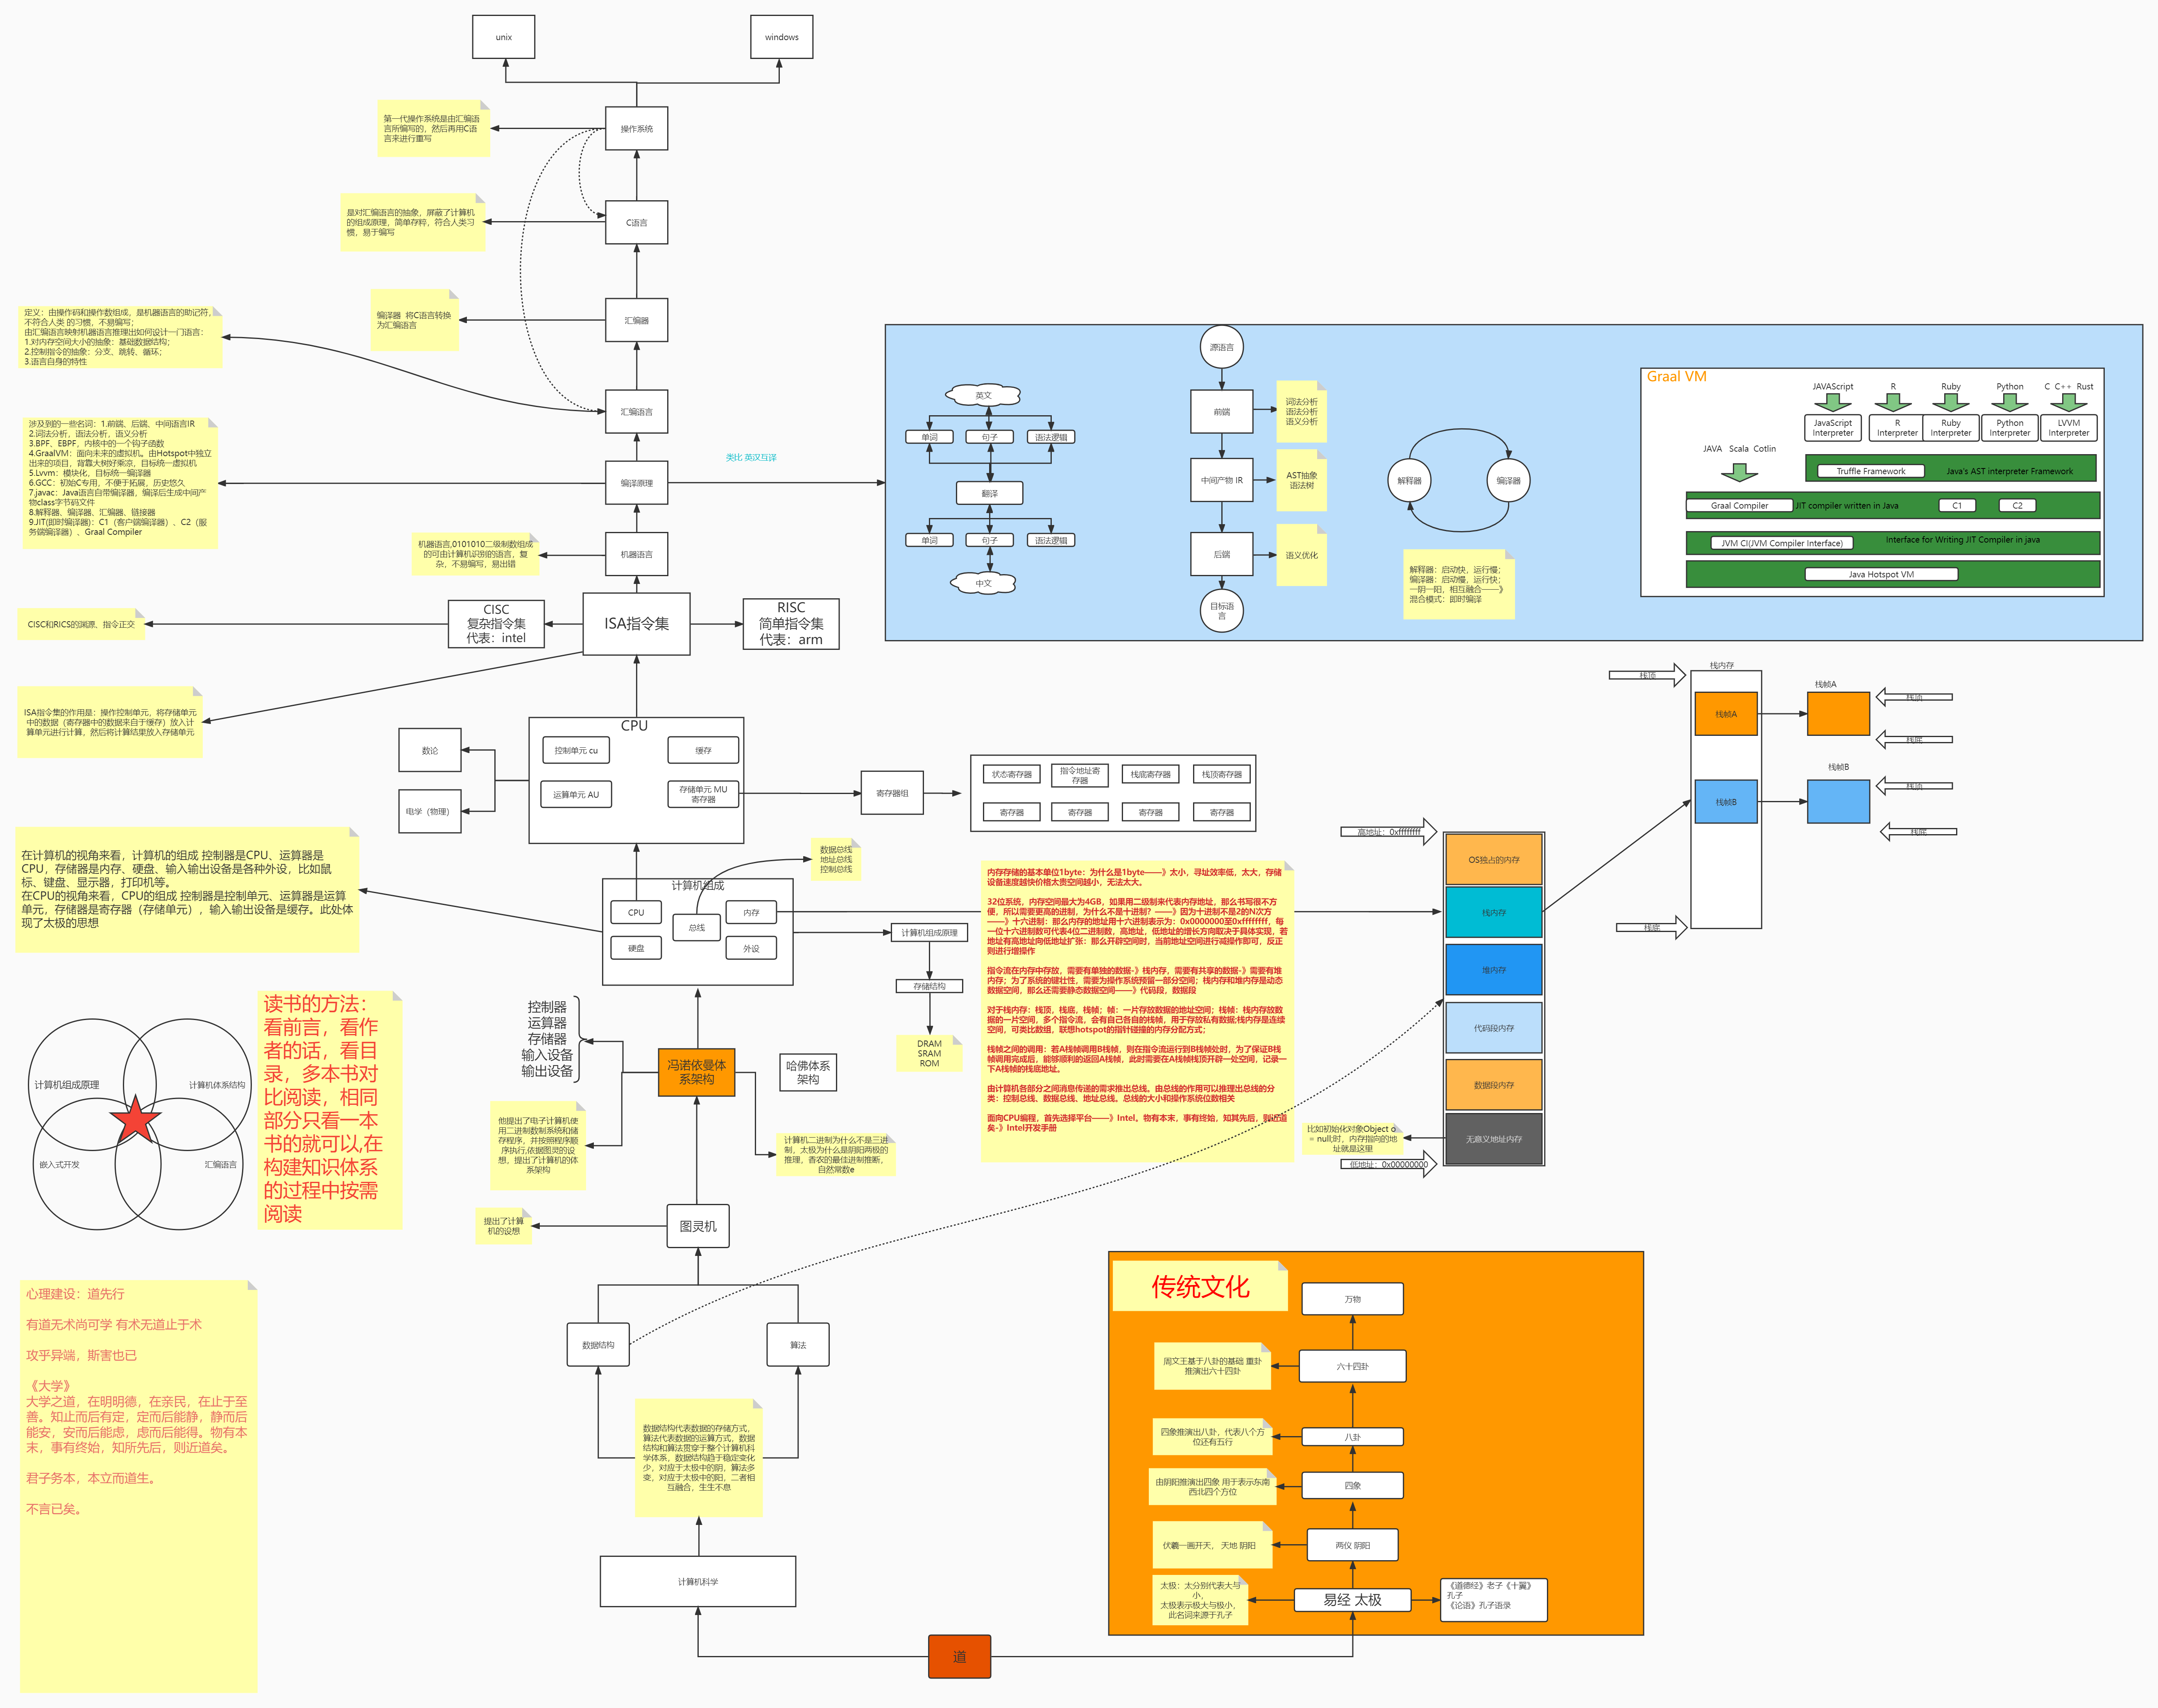 unix
windows
操作系统
第一代操作系统是由汇编语
言所编写的，然后再用C语
言来进行重写
C语言
是对汇编语言的抽象，屏蔽了计算机
的组成原理，简单存粹，符合人类习
惯，易于编写
汇编器
编译器 将C语言转换
为汇编语言
定义：由操作码和操作数组成，是机器语言的助记符，
不符合人类 的习惯，不易编写；
由汇编语言映射机器语言推理出如何设计一门语言：
1.对内存空间大小的抽象：基础数据结构；
2.控制指令的抽象：分支、跳转、循环；
3.语言自身的特性
汇编语言
涉及到的一些名词：1.前端、后端、中间语言IR
2.词法分析，语法分析，语义分析
3.BPF、EBPF，内核中的一个钩子函数
4.GraalVM：面向未来的虚拟机。由Hotspot中独立
出来的项目，背靠大树好乘凉，目标统一虚拟机
5.Lvvm：模块化，目标统一编译器
6.GCC：初始C专用，不便于拓展，历史悠久
7.javac：Java语言自带编译器，编译后生成中间产
物class字节码文件
8.解释器、编译器、汇编器、链接器
9.JIT(即时编译器)：C1（客户端编译器）、C2（服
务端编译器）、Graal Compiler
编译原理
类比 英汉互译
机器语言,0101010二级制数组成
的可由计算机识别的语言，复
杂，不易编写，易出错
机器语言
英文
单词
句子
语法逻辑
翻译
单词
句子
语法逻辑
中文
源语言
前端
词法分析
语法分析
语义分析
中间产物 IR
AST抽象
语法树
后端
语义优化
目标语
言
解释器
编译器
解释器：启动快，运行慢；
编译器：启动慢，运行快；
一阴一阳，相互融合——》
混合模式：即时编译
Graal VM
JAVAScript
R
Ruby
Python
C C++ Rust
JavaScript
Interpreter
R
Interpreter
Ruby
Interpreter
Python
Interpreter
LVVM
Interpreter
JAVA Scala Cotlin
Truffle Framework
Java's AST interpreter Framework
Graal Compiler
JIT compiler written in Java
C1
C2
JVM CI(JVM Compiler Interface)
Interface for Writing JIT Compiler in java
Java Hotspot VM
CISC和RICS的渊源、指令正交
CISC
复杂指令集
代表：intel
ISA指令集
RISC
简单指令集
代表：arm
ISA指令集的作用是：操作控制单元，将存储单元
中的数据（寄存器中的数据来自于缓存）放入计
算单元进行计算，然后将计算结果放入存储单元
数论
电学（物理）
CPU
控制单元 cu
缓存
运算单元 AU
存储单元 MU
寄存器
寄存器组
状态寄存器
指令地址寄
存器
栈底寄存器
栈顶寄存器
寄存器
寄存器
寄存器
寄存器
栈内存
栈顶
栈帧A
栈帧A
栈顶
栈底
栈帧B
栈帧B
栈顶
栈底
栈底
在计算机的视角来看，计算机的组成 控制器是CPU、运算器是
CPU，存储器是内存、硬盘、输入输出设备是各种外设，比如鼠
标、键盘、显示器，打印机等。
在CPU的视角来看，CPU的组成 控制器是控制单元、运算器是运算
单元，存储器是寄存器（存储单元），输入输出设备是缓存。此处体
现了太极的思想
数据总线
地址总线
控制总线
计算机组成
CPU
内存
总线
硬盘
外设
计算机组成原理
存储结构
DRAM
SRAM
ROM
内存存储的基本单位1byte：为什么是1byte——》太小，寻址效率低，太大，存储
设备速度越快价格太贵空间越小，无法太大。
32位系统，内存空间最大为4GB，如果用二级制来代表内存地址，那么书写很不方
便，所以需要更高的进制，为什么不是十进制？——》因为十进制不是2的N次方
——》十六进制：那么内存的地址用十六进制表示为：0x0000000至0xffffffff，每
一位十六进制数可代表4位二进制数，高地址，低地址的增长方向取决于具体实现，若
地址有高地址向低地址扩张：那么开辟空间时，当前地址空间进行减操作即可，反正
则进行增操作
指令流在内存中存放，需要有单独的数据-》栈内存，需要有共享的数据-》需要有堆
内存；为了系统的健壮性，需要为操作系统预留一部分空间；栈内存和堆内存是动态
数据空间，那么还需要静态数据空间——》代码段，数据段
对于栈内存：栈顶，栈底，栈帧；帧：一片存放数据的地址空间；栈帧：栈内存放数
据的一片空间，多个指令流，会有自己各自的栈帧，用于存放私有数据;栈内存是连续
空间，可类比数组，联想hotspot的指针碰撞的内存分配方式；
栈帧之间的调用：若A栈帧调用B栈帧，则在指令流运行到B栈帧处时，为了保证B栈
帧调用完成后，能够顺利的返回A栈帧，此时需要在A栈帧栈顶开辟一处空间，记录一
下A栈帧的栈底地址。
由计算机各部分之间消息传递的需求推出总线。由总线的作用可以推理出总线的分
类：控制总线、数据总线、地址总线。总线的大小和操作系统位数相关
面向CPU编程，首先选择平台——》Intel。物有本末，事有终始，知其先后，则近道
矣-》Intel开发手册
高地址：0xffffffff
OS独占的内存
栈内存
堆内存
代码段内存
数据段内存
无意义地址内存
比如初始化对象Object o
= null;时，内存指向的地
址就是这里
低地址：0x00000000
计算机组成原理
计算机体系结构
嵌入式开发
汇编语言
读书的方法：
看前言，看作
者的话，看目
录，多本书对
比阅读，相同
部分只看一本
书的就可以,在
构建知识体系
的过程中按需
阅读
控制器
运算器
存储器
输入设备
输出设备
冯诺依曼体
系架构
哈佛体系
架构
他提出了电子计算机使
用二进制数制系统和储
存程序，并按照程序顺
序执行,依据图灵的设
想，提出了计算机的体
系架构
计算机二进制为什么不是三进
制，太极为什么是阴阳两极的
推理，香农的最佳进制推断，
自然常数e
提出了计算
机的设想
图灵机
数据结构
算法
数据结构代表数据的存储方式，
算法代表数据的运算方式，数据
结构和算法贯穿于整个计算机科
学体系，数据结构趋于稳定变化
少，对应于太极中的阴，算法多
变，对应于太极中的阳，二者相
互融合，生生不息
计算机科学
心理建设：道先行
有道无术尚可学 有术无道止于术
攻乎异端，斯害也已
《大学》
大学之道，在明明德，在亲民，在止于至
善。知止而后有定，定而后能静，静而后
能安，安而后能虑，虑而后能得。物有本
末，事有终始，知所先后，则近道矣。
君子务本，本立而道生。
不言已矣。
传统文化
万物
周文王基于八卦的基础 重卦
推演出六十四卦
六十四卦
四象推演出八卦，代表八个方
位还有五行
八卦
由阴阳推演出四象 用于表示东南
西北四个方位
四象
伏羲一画开天， 天地 阴阳
两仪 阴阳
太极：太分别代表大与
小，
太极表示极大与极小，
此名词来源于孔子
易经 太极
《道德经》老子《十翼》
孔子
《论语》孔子语录
道